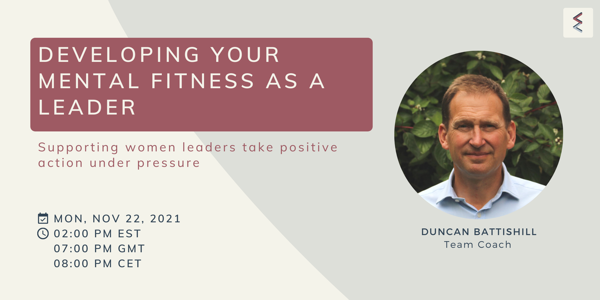 DEVELOPING YOUR
MENTAL FITNESS AS A
LEADER
Supporting women leaders take positive
action under pressure
MON, NOV 22, 2021
02:00 PM EST
07:00 PM GMT
08:00 PM CET
DUNCAN BATTISHILL
Team Coach